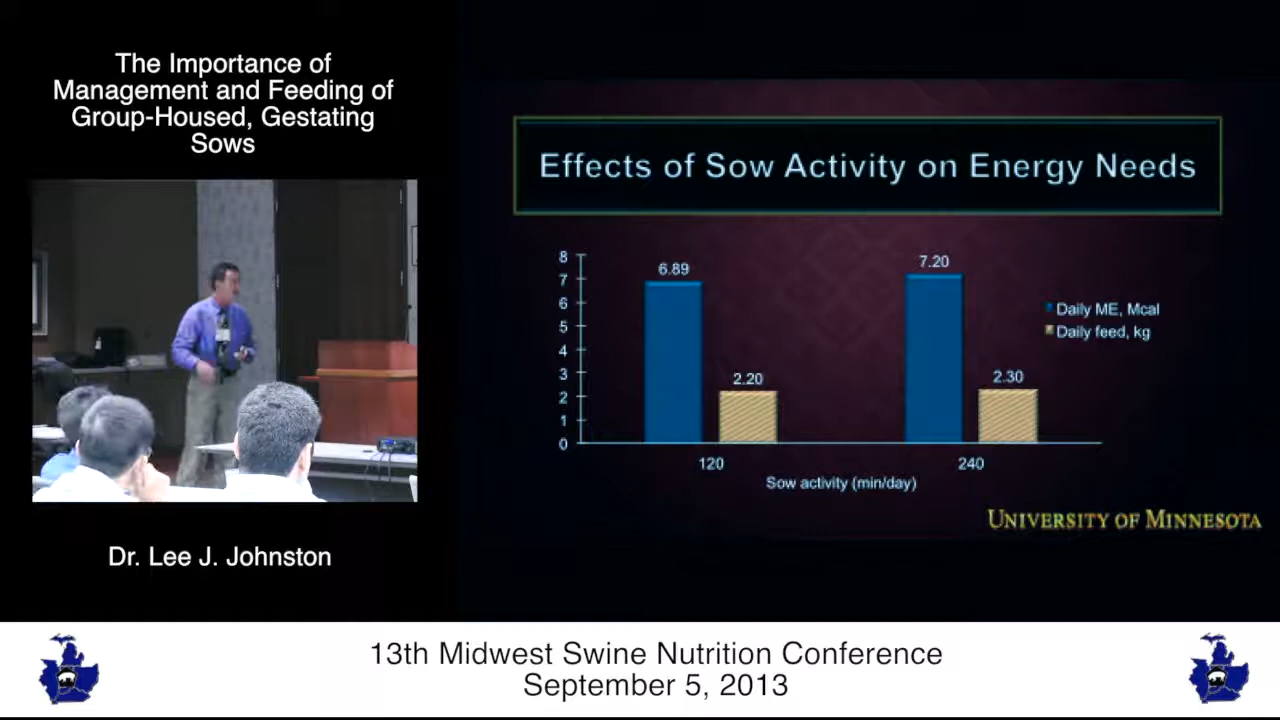 The Importance of
Management and Feeding of
Group-Housed, Gestating
Sows
Dr. Lee J. Johnston
Effects of Sow Activity on Energy Needs
8
7
6
5
4
3
2
1
0
6.89
2.20
7.20
2.30
120
240
Sow activity (min/day)
Daily ME, Mcal
Daily feed, kg
UNIVERSITY OF MINNESOTA
13th Midwest Swine Nutrition Conference
September 5, 2013